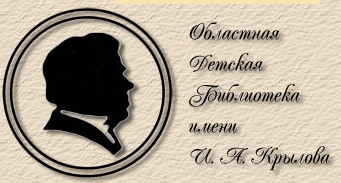 Областная
Детская
Библиотека
имени
И. А. Крылова